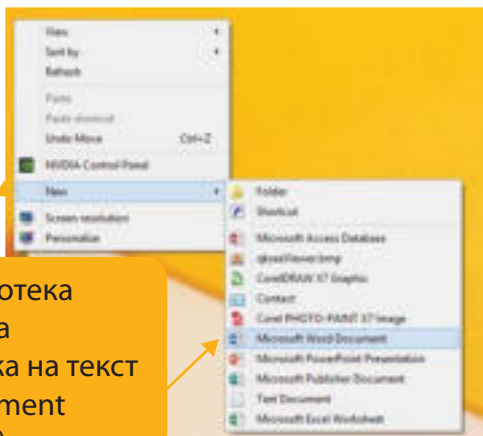 View
Sort by
Refresh
Paste
Paste shortcut
Undo Move Ctrl+Z
NVIDIA Control Panel
New
Screen resolution
Personalize
Folder
Shortcut
Microsoft Access Database
CorelDRAW X7 Graphic
Contact
Corel PHOTO-PAINT X7 Image
Microsoft Word Document
Microsoft PowerPoint Presentation
Microsoft Publisher Document
Text Document
Microsoft Excel Worksheet
ка на текст